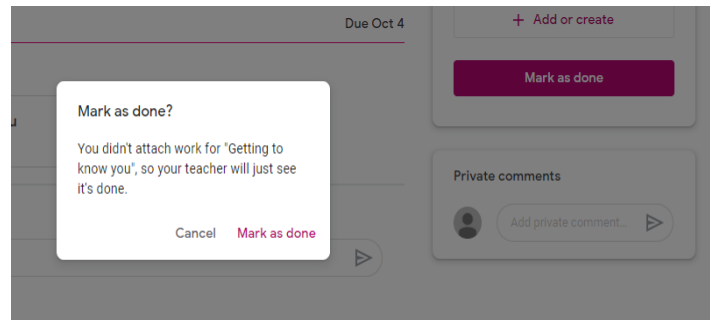 Due Oct 4
+ Add or create
Mark as done
Mark as done?
You didn't attach work for "Getting to
know you", so your teacher will just see
it's done.
Cancel Mark as done
Private comments
Add private comment...